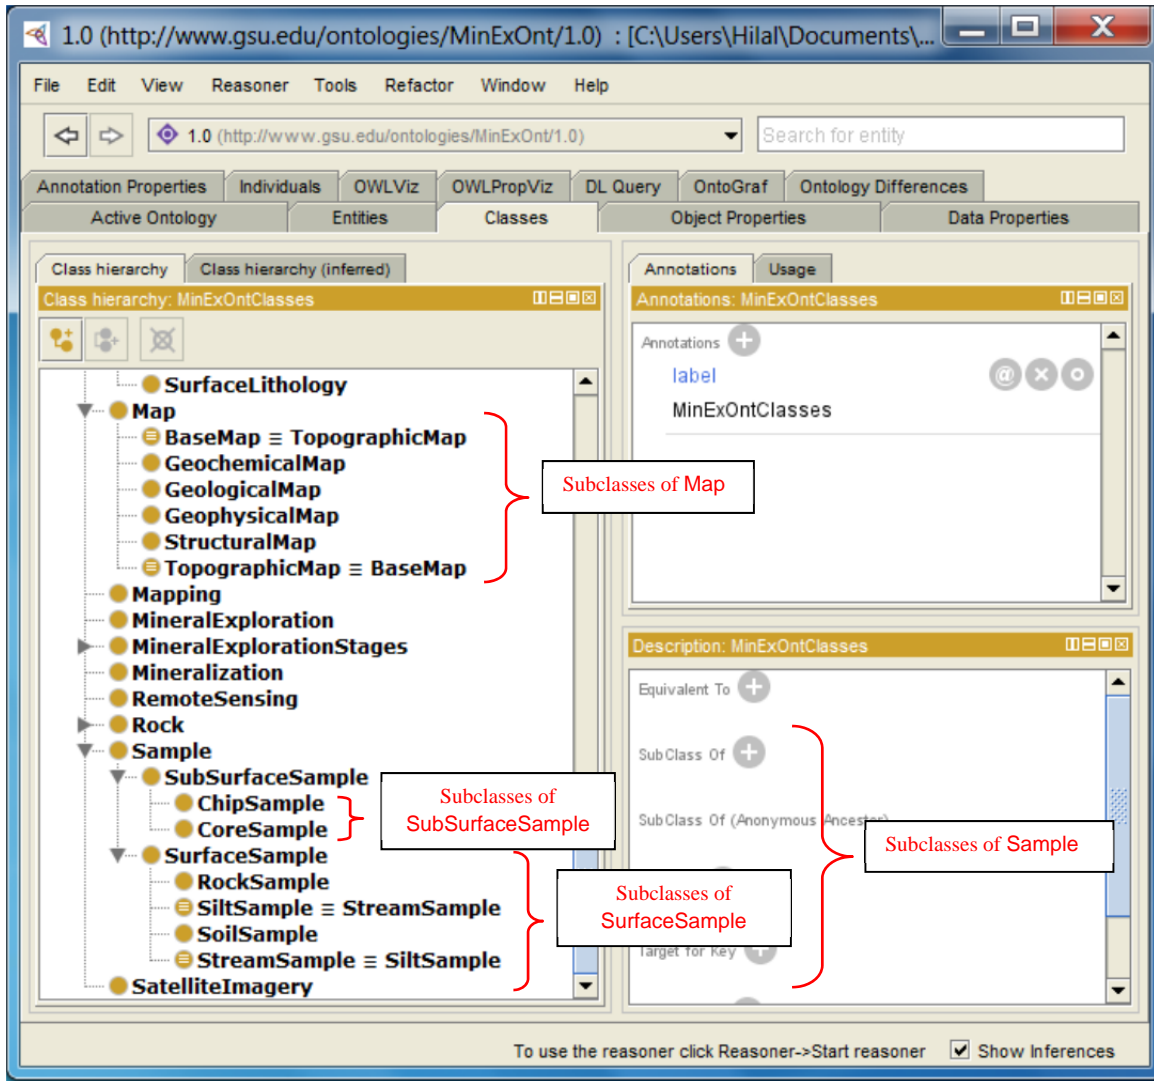 1.0 (http://www.gsu.edu/ontologies/MinExOnt/1.0) : [C:\Users\Hilal\Documents\...
File Edit View Reasoner Tools Refactor Window Help
1.0 (http://www.gsu.edu/ontologies/MinExOnt/1.0)
Search for entity
Annotation Properties Individuals OWLViz OWLPropViz DL Query OntoGraf Ontology Differences
Active Ontology Entities Classes Object Properties Data Properties
Class hierarchy Class hierarchy (inferred)
Class hierarchy: MinExOntClasses
SurfaceLithology
Map
BaseMap ≡ TopographicMap
GeochemicalMap
GeologicalMap
GeophysicalMap
StructuralMap
TopographicMap ≡ BaseMap
Mapping
MineralExploration
MineralExplorationStages
Mineralization
RemoteSensing
Rock
Sample
SubSurfaceSample
ChipSample
CoreSample
SurfaceSample
RockSample
SiltSample ≡ StreamSample
SoilSample
StreamSample ≡ SiltSample
SatelliteImagery
Subclasses of Map
Subclasses of
SubSurfaceSample
Subclasses of
SurfaceSample
Annotations Usage
Annotations: MinExOntClasses
Annotations
label
@
MinExOntClasses
Description: MinExOntClasses
Equivalent To
SubClass Of
SubClass Of (Anonymous Ancestor)
Subclasses of Sample
Target for Key
To use the reasoner click Reasoner->Start reasoner Show Inferences